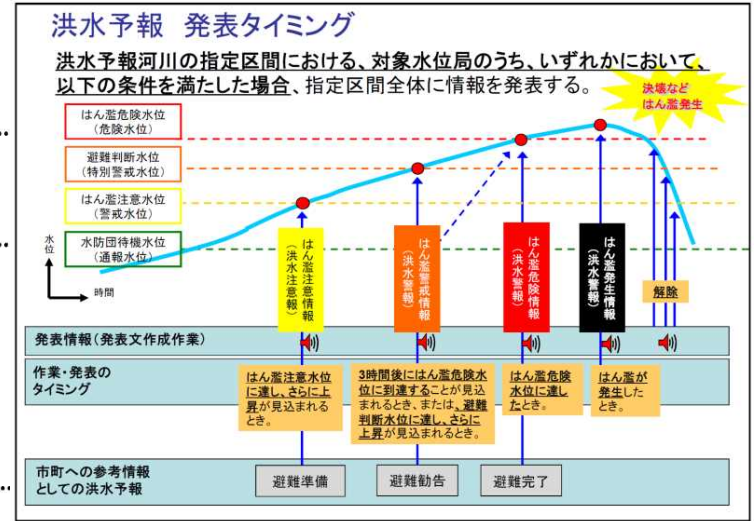 洪水予報 発表タイミング
洪水予報河川の指定区間における、対象水位局のうち、いずれかにおいて、
以下の条件を満たした場合、指定区間全体に情報を発表する。
決壊など
はん濫発生
はん濫危険水位
(危険水位)
避難判断水位
(特別警戒水位)
はん濫注意水位
(警戒水位)
水防団待機水位
(通報水位)
水位
時間
はん濫注意情報
(洪水注意報)
はん濫警戒情報
(洪水警報)
はん濫危険情報
(洪水警報)
はん濫発生情報
(洪水警報)
解除
発表情報(発表文作成作業)
作業・発表の
タイミング
はん濫注意水位
に達し、さらに上
昇が見込まれる
とき。
3時間後にはん濫危険水
位に到達することが見込
まれるとき、または、避難
判断水位に達し、さらに
上昇が見込まれるとき。
はん濫危険
水位に達し
たとき。
はん濫が
発生した
とき。
市町への参考情報
としての洪水予報
避難準備
避難勧告
避難完了